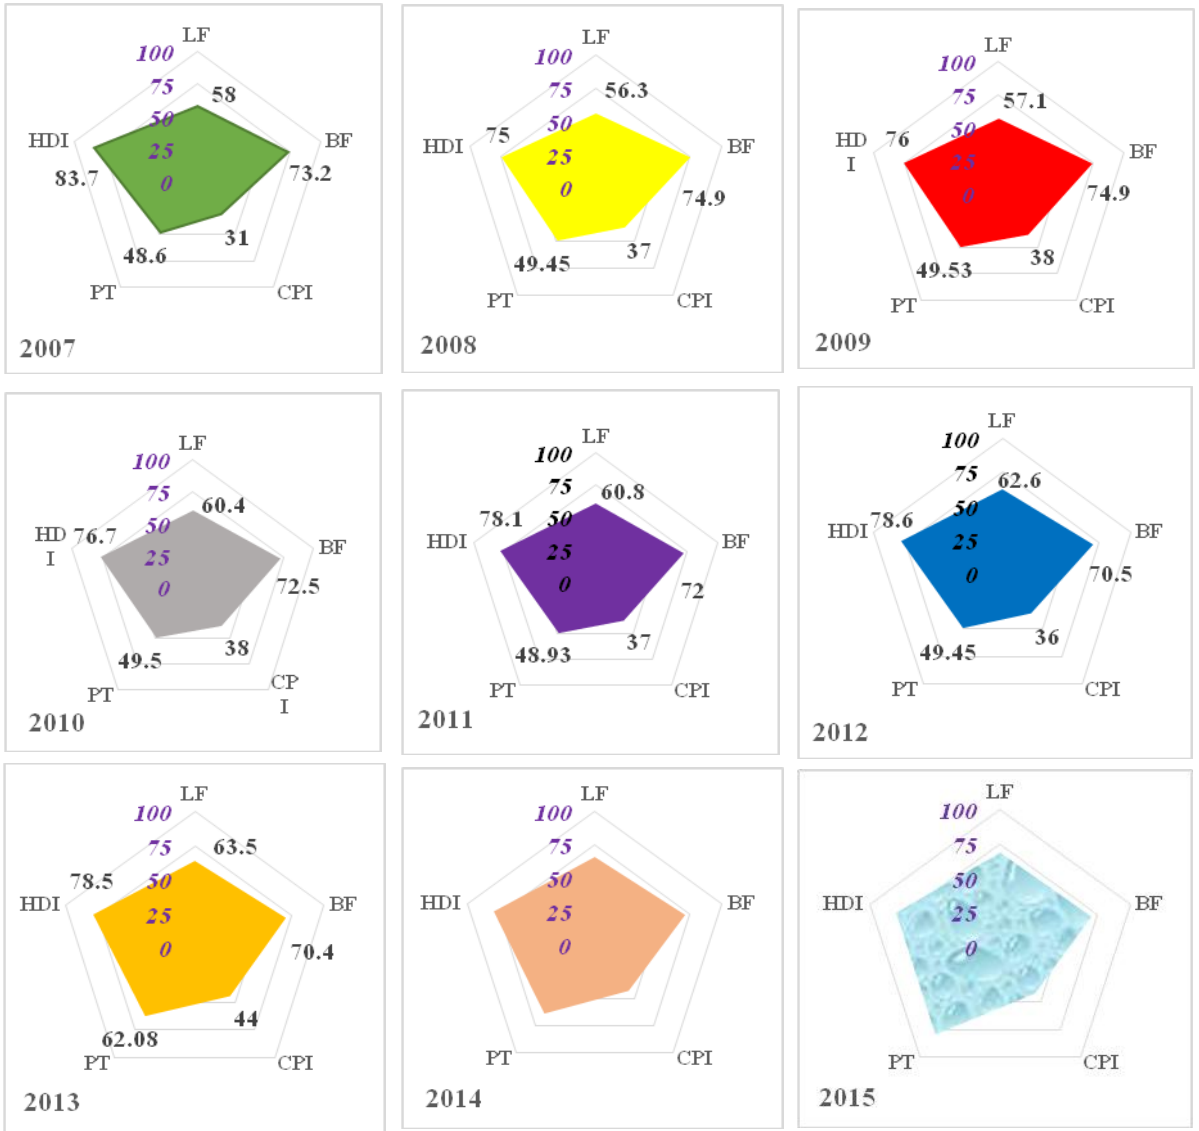 LF
100
75
58
50
HDI
BF
25
83.7
73.2
0
31
48.6
PT
CPI
2007
LF
100
75
56.3
50
75
HDI
BF
25
0
74.9
37
49.45
PT
CPI
2008
LF
100
75
57.1
50
76
HD
I
BF
25
0
74.9
38
49.53
PT
CPI
2009
LF
100
75
60.4
50
76.7
HD
I
BF
25
0
72.5
38
49.5
PT
CP
I
2010
LF
100
75
60.8
50
78.1
HDI
BF
25
0
72
37
48.93
PT
CPI
2011
LF
100
75
62.6
50
78.6
HDI
BF
25
0
70.5
36
49.45
PT
CPI
2012
LF
100
75
63.5
50
78.5
HDI
BF
25
0
70.4
44
62.08
PT
CPI
2013
LF
100
75
50
HDI
BF
25
0
PT
CPI
2014
LF
100
75
50
HDI
BF
25
0
PT
CPI
2015